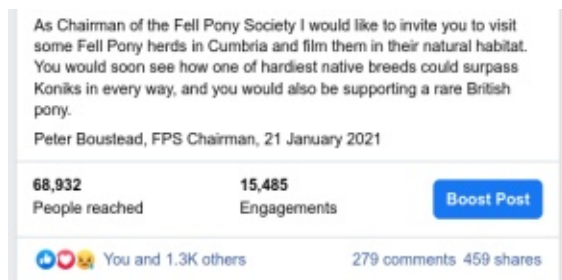 As Chairman of the Fell Pony Society I would like to invite you to visit
some Fell Pony herds in Cumbria and film them in their natural habitat.
You would soon see how one of hardiest native breeds could surpass
Koniks in every way, and you would also be supporting a rare British
pony.
Peter Boustead, FPS Chairman, 21 January 2021
68,932 15,485
People reached Engagements Boost Post
You and 1.3K others 279 comments 459 shares